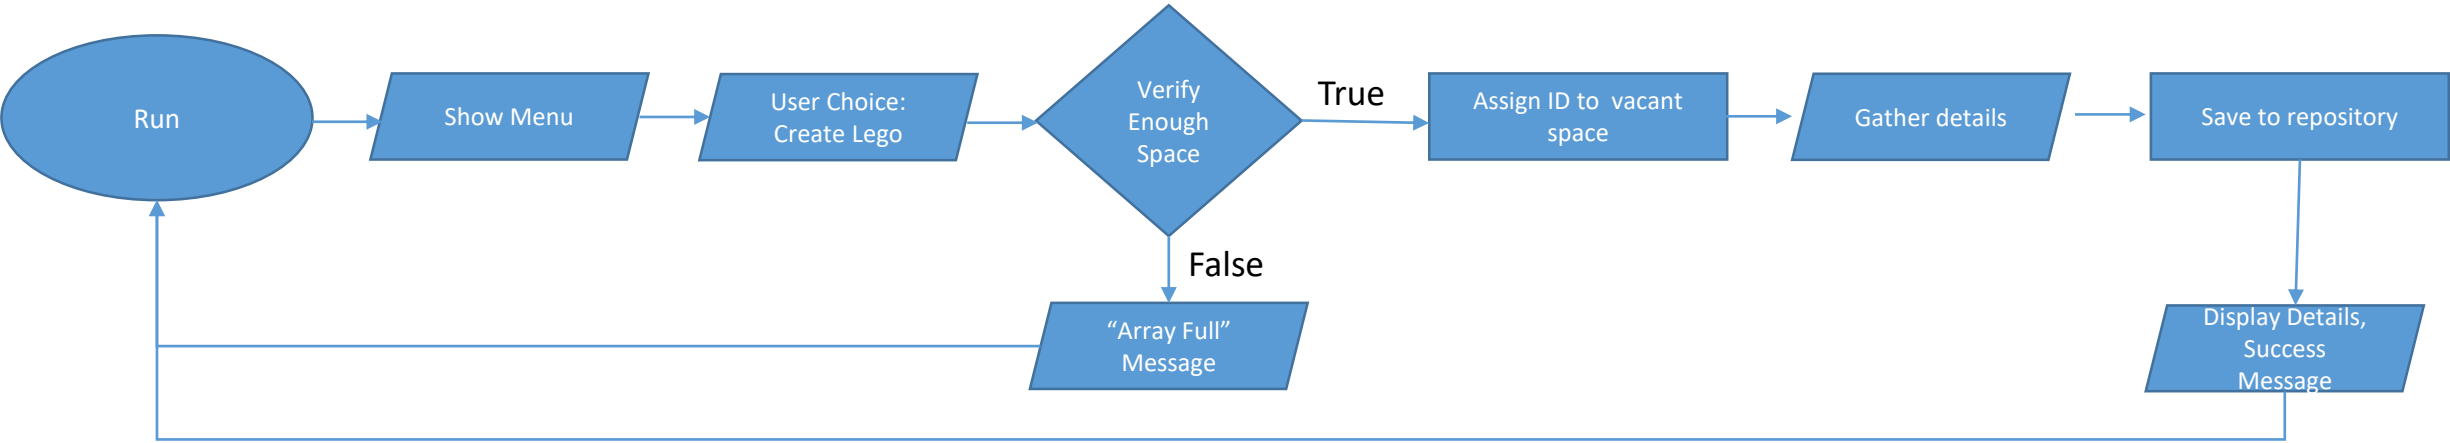 Run
Show Menu
User Choice:
Create Lego
Verify
Enough
Space
True
Assign ID to  vacant
space
Gather details
Save to repository
False
“Array Full”
Message
Display Details,
Success
Message